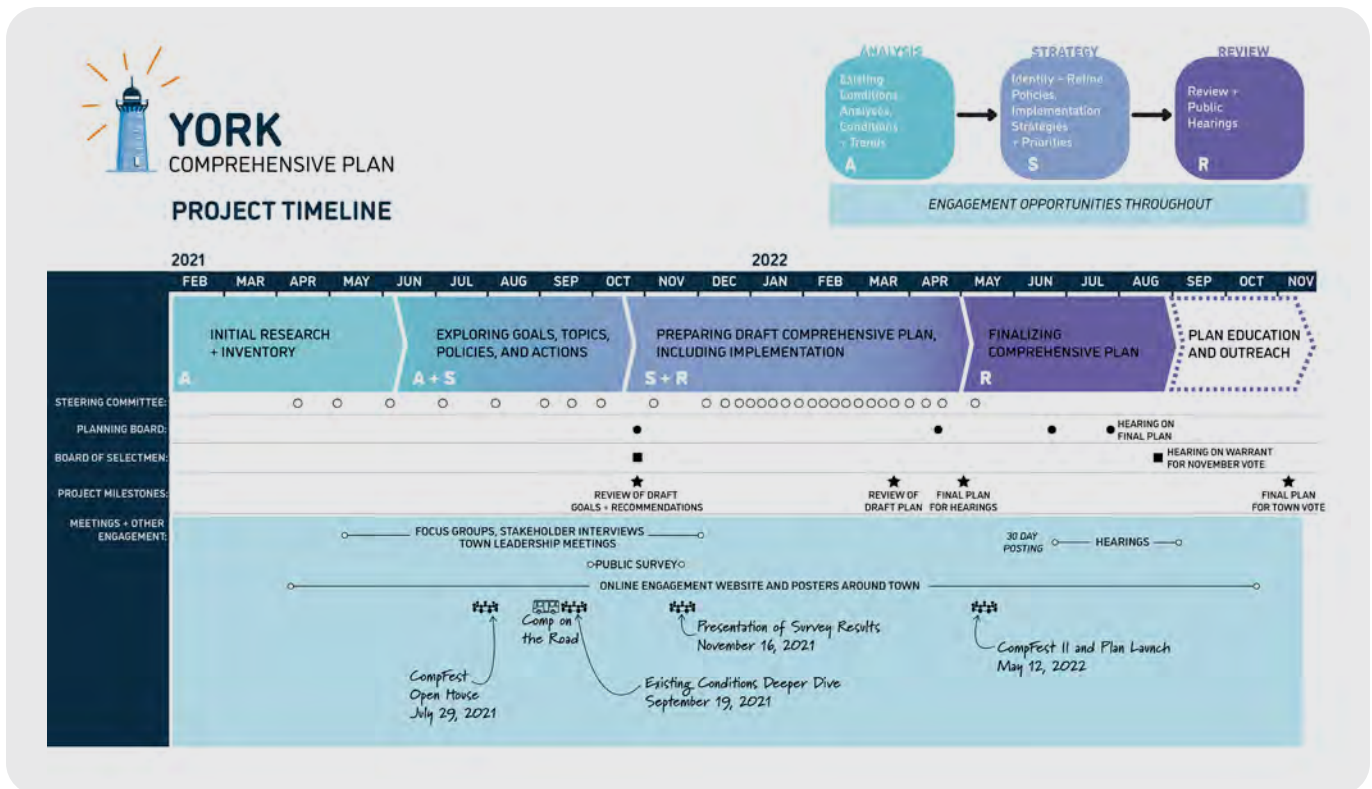 YORK
COMPREHENSIVE PLAN
PROJECT TIMELINE
ANALYSIS
Existing
Conditions
Analyses,
Conditions
+ Trends
A
STRATEGY
Identify + Refine
Policies,
Implementation
Strategies
+ Priorities
S
REVIEW
Review +
Public
Hearings
R
ENGAGEMENT OPPORTUNITIES THROUGHOUT
2021 2022
FEB MAR APR MAY JUN JUL AUG SEP OCT NOV DEC JAN FEB MAR APR MAY JUN JUL AUG SEP OCT NOV
INITIAL RESEARCH
+ INVENTORY
A
EXPLORING GOALS, TOPICS,
POLICIES, AND ACTIONS
A + S
PREPARING DRAFT COMPREHENSIVE PLAN,
INCLUDING IMPLEMENTATION
S + R
FINALIZING
COMPREHENSIVE PLAN
R
PLAN EDUCATION
AND OUTREACH
STEERING COMMITTEE:
PLANNING BOARD:
HEARING ON
FINAL PLAN
BOARD OF SELECTMEN:
HEARING ON WARRANT
FOR NOVEMBER VOTE
PROJECT MILESTONES:
REVIEW OF DRAFT
GOALS + RECOMMENDATIONS
REVIEW OF
DRAFT PLAN
FINAL PLAN
FOR HEARINGS
FINAL PLAN
FOR TOWN VOTE
MEETINGS + OTHER
ENGAGEMENT:
FOCUS GROUPS, STAKEHOLDER INTERVIEWS
TOWN LEADERSHIP MEETINGS
30 DAY
POSTING
HEARINGS
PUBLIC SURVEY
ONLINE ENGAGEMENT WEBSITE AND POSTERS AROUND TOWN
Comp on
the Road
Presentation of Survey Results
November 16, 2021
CompFest II and Plan Launch
May 12, 2022
CompFest
Open House
July 29, 2021
Existing Conditions Deeper Dive
September 19, 2021